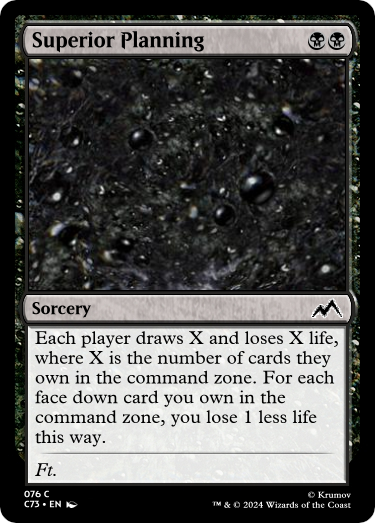 Superior Planning
Sorcery
Each player draws X and loses X life,
where X is the number of cards they
own in the command zone. For each
face down card you own in the
command zone, you lose 1 less life
this way.
Ft.
076 C
C73 • EN
© Krumov
™ & © 2024 Wizards of the Coast